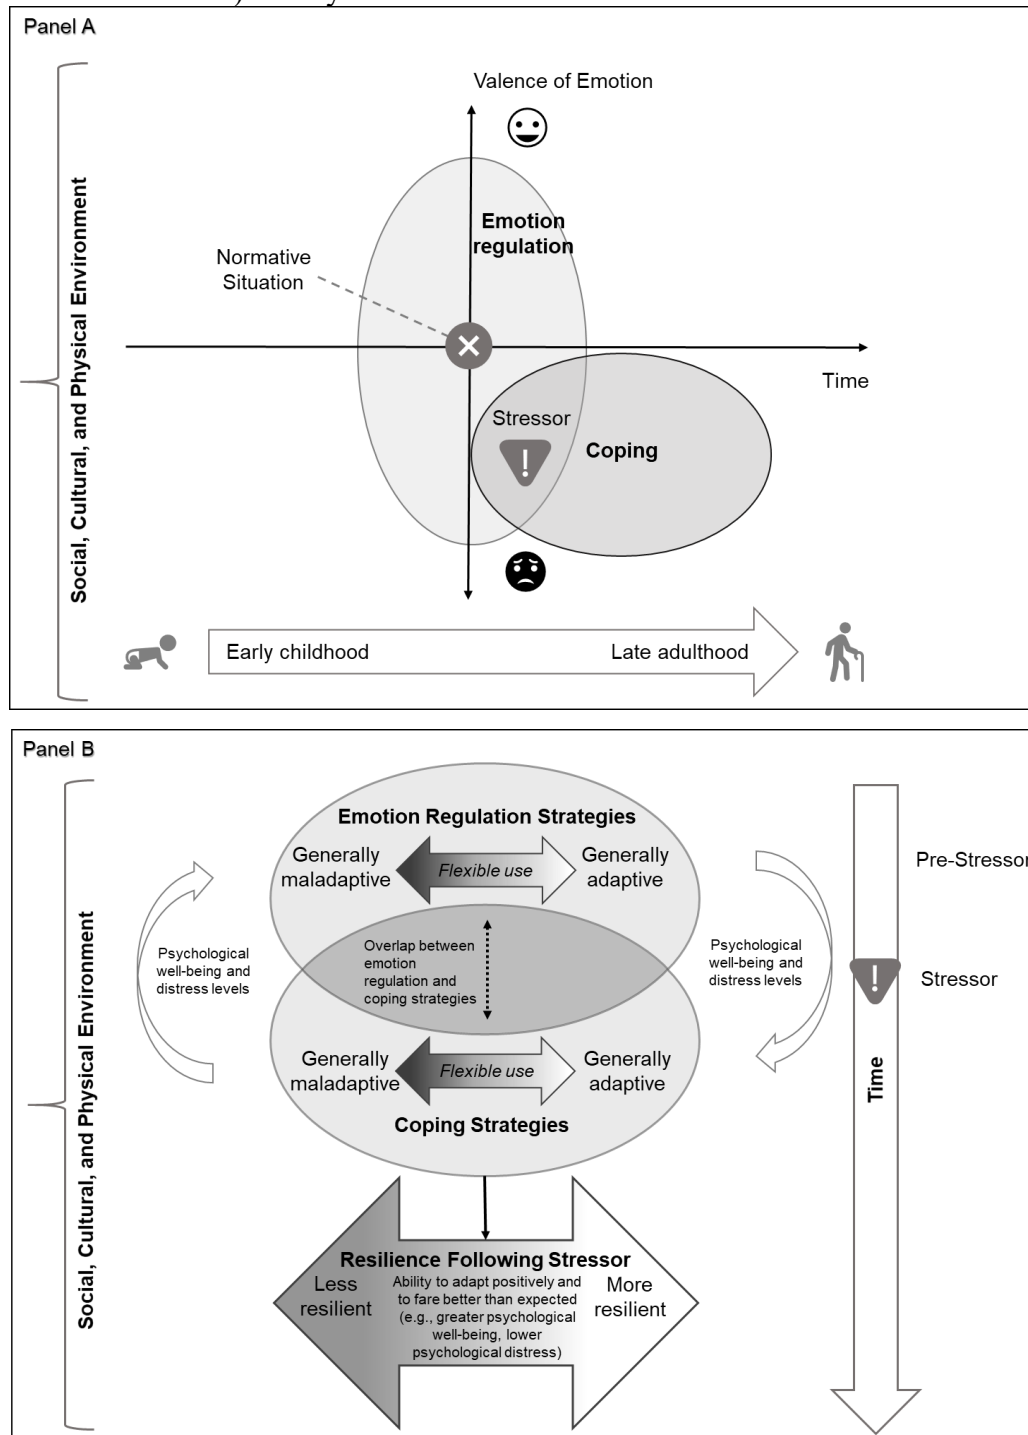 Panel A
Valence of Emotion
Emotion
regulation
Normative
Situation
Time
Stressor
!
Coping
Social, Cultural, and Physical Environment
Early childhood
Late adulthood
Panel B
Emotion Regulation Strategies
Generally
maladaptive
Flexible use
Generally
adaptive
Pre-Stressor
Overlap between
emotion
regulation and
coping strategies
Psychological
well-being and
distress levels
Psychological
well-being and
distress levels
!
Stressor
Generally
maladaptive
Flexible use
Generally
adaptive
Coping Strategies
Time
Social, Cultural, and Physical Environment
Resilience Following Stressor
Less
resilient
Ability to adapt positively and
to fare better than expected
(e.g., greater psychological
well-being, lower
psychological distress)
More
resilient